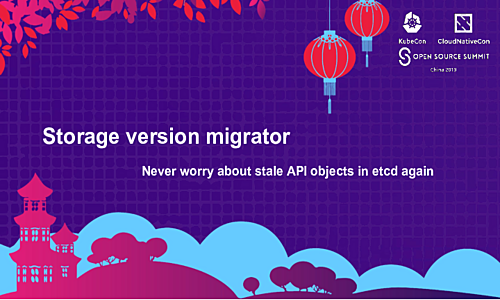 KubeCon CloudNativeCon
OPEN SOURCE SUMMIT
China 2019
Storage version migrator
Never worry about stale API objects in etcd again